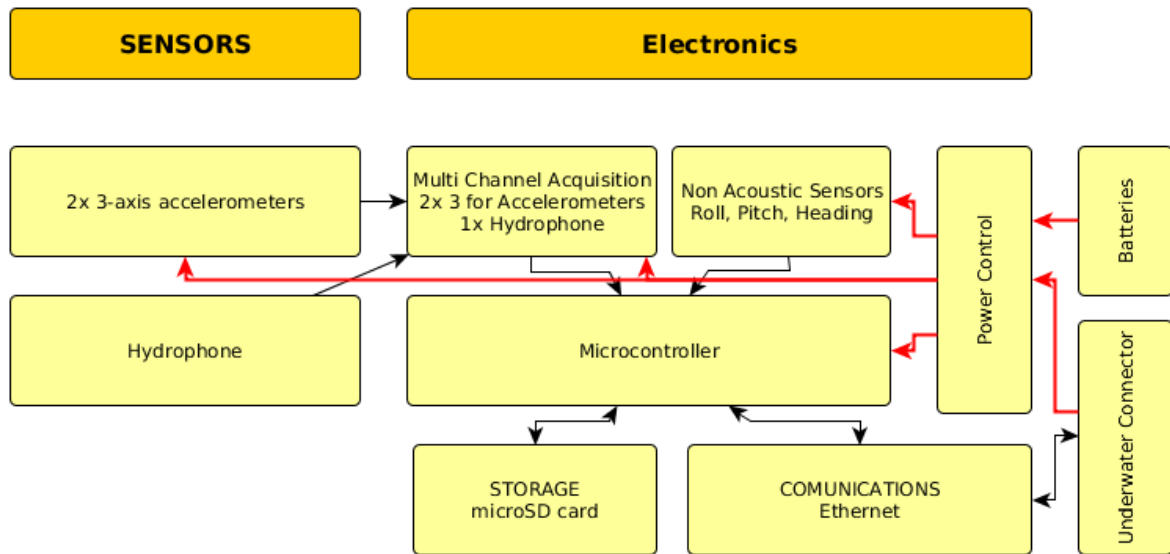 SENSORS
Electronics
2x 3-axis accelerometers
Multi Channel Acquisition
2x 3 for Accelerometers
1x Hydrophone
Non Acoustic Sensors
Roll, Pitch, Heading
Power Control
Batteries
Hydrophone
Microcontroller
Underwater Connector
STORAGE
microSD card
COMUNICATIONS
Ethernet